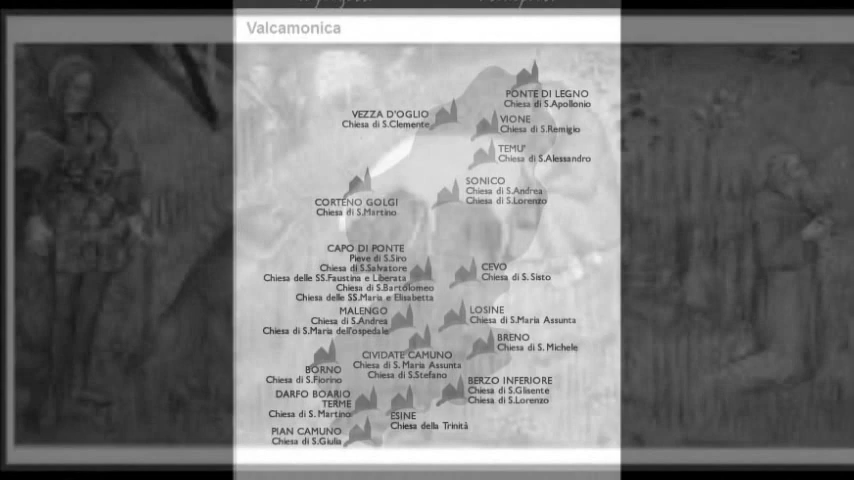 Valcamonica
PONTE DI LEGNO
Chiesa di S.Apollonio
VEZZA D'OGLIO
Chiesa di S.Clemente
VIONE
Chiesa di S.Remigio
TEMU'
Chiesa di S.Alessandro
SONICO
Chiesa di S.Andrea
Chiesa di S.Lorenzo
CORTENO GOLGI
Chiesa di S.Martino
CAPO DI PONTE
Pieve di S.Siro
Chiesa di S.Salvatore
Chiesa delle SS.Faustina e Liberata
Chiesa di S.Bartolomeo
Chiesa delle SS.Maria e Elisabetta
CEVO
Chiesa di S. Sisto
MALENGO
Chiesa di S.Andrea
Chiesa di S.Maria dell'ospedale
LOSINE
Chiesa di S.Maria Assunta
BRENO
Chiesa di S. Michele
CIVIDATE CAMUNO
Chiesa di S. Maria Assunta
Chiesa di S.Stefano
BORNO
Chiesa di S.Fiorino
BERZO INFERIORE
Chiesa di S.Glisente
Chiesa di S.Lorenzo
DARFO BOARIO
TERME
Chiesa di S. Martino
ESINE
Chiesa della Trinità
PIAN CAMUNO
Chiesa di S.Giulia